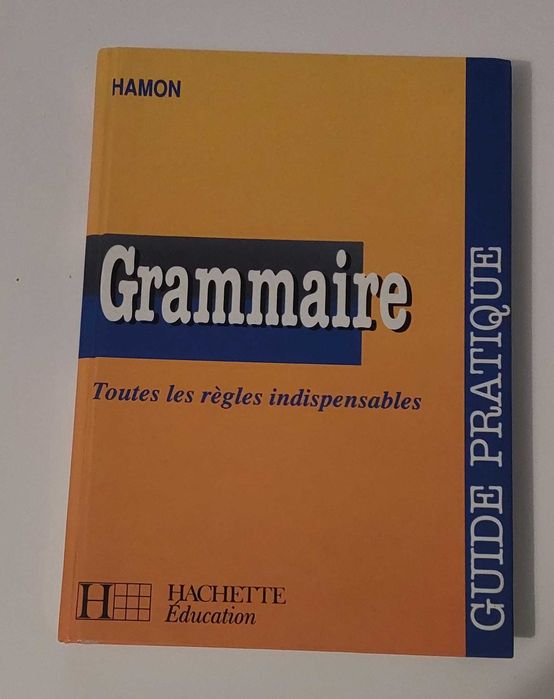 HAMON
Grammaire
Toutes les règles indispensables
GUIDE PRATIQUE
H
HACHETTE
Éducation